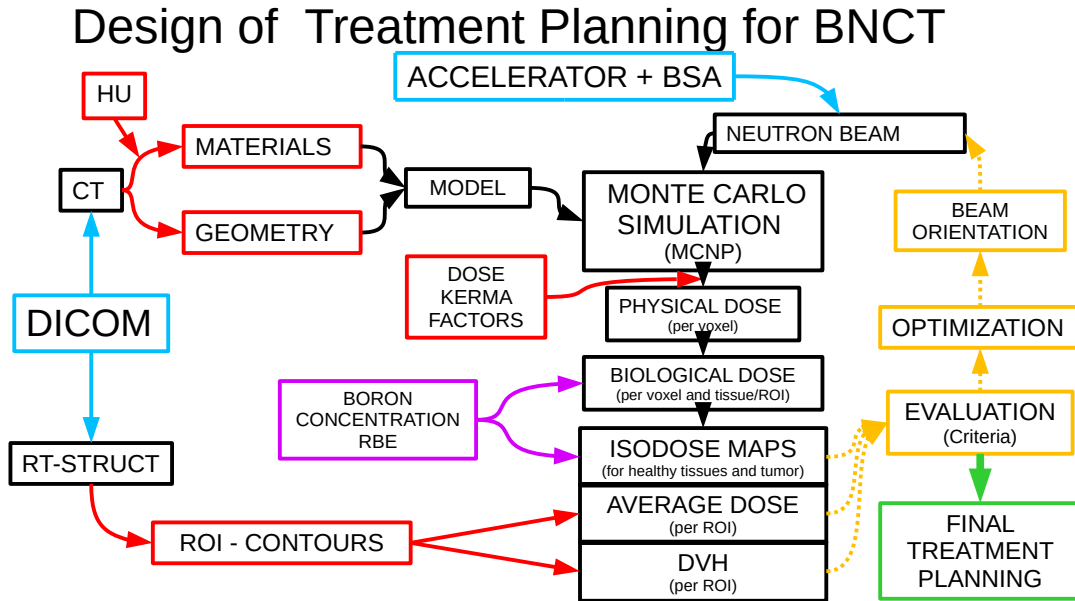 Design of  Treatment Planning for BNCT
ACCELERATOR + BSA
HU
NEUTRON BEAM
MATERIALS
CT
MODEL
MONTE CARLO
SIMULATION
(MCNP)
GEOMETRY
BEAM
ORIENTATION
DOSE
KERMA
FACTORS
PHYSICAL DOSE
(per voxel)
DICOM
OPTIMIZATION
BIOLOGICAL DOSE
(per voxel and tissue/ROI)
BORON
CONCENTRATION
RBE
EVALUATION
(Criteria)
RT-STRUCT
ISODOSE MAPS
(for healthy tissues and tumor)
AVERAGE DOSE
(per ROI)
ROI - CONTOURS
DVH
(per ROI)
FINAL
TREATMENT
PLANNING